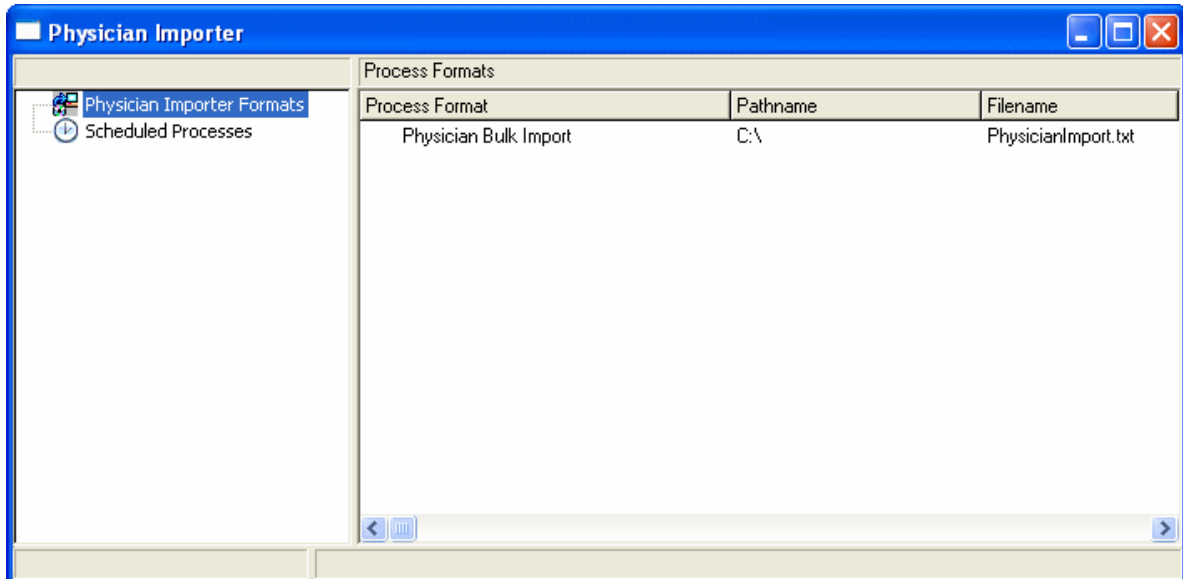 Physician Importer
Process Formats
Physician Importer Formats
Scheduled Processes
Process Format Pathname Filename
Physician Bulk Import C:\ PhysicianImport.txt